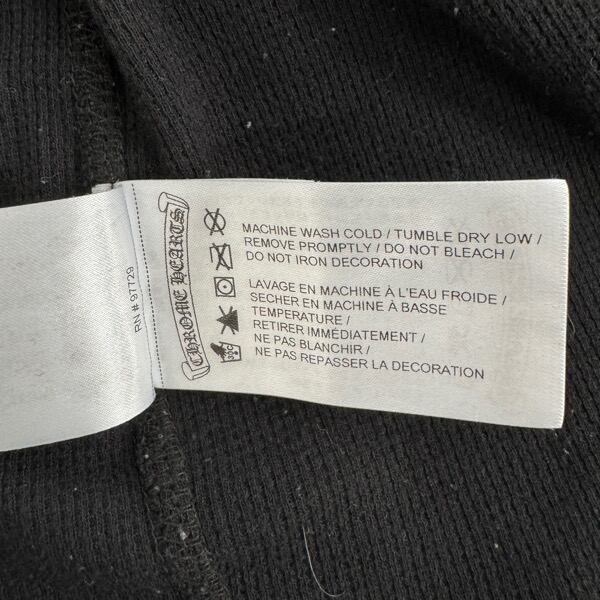 RN # 97729
CHROME HEARTS
MACHINE WASH COLD / TUMBLE DRY LOW /
REMOVE PROMPTLY / DO NOT BLEACH /
DO NOT IRON DECORATION
LAVAGE EN MACHINE À L'EAU FROIDE /
SECHER EN MACHINE À BASSE
TEMPERATURE /
RETIRER IMMÉDIATEMENT /
NE PAS BLANCHIR /
NE PAS REPASSER LA DECORATION
30°C